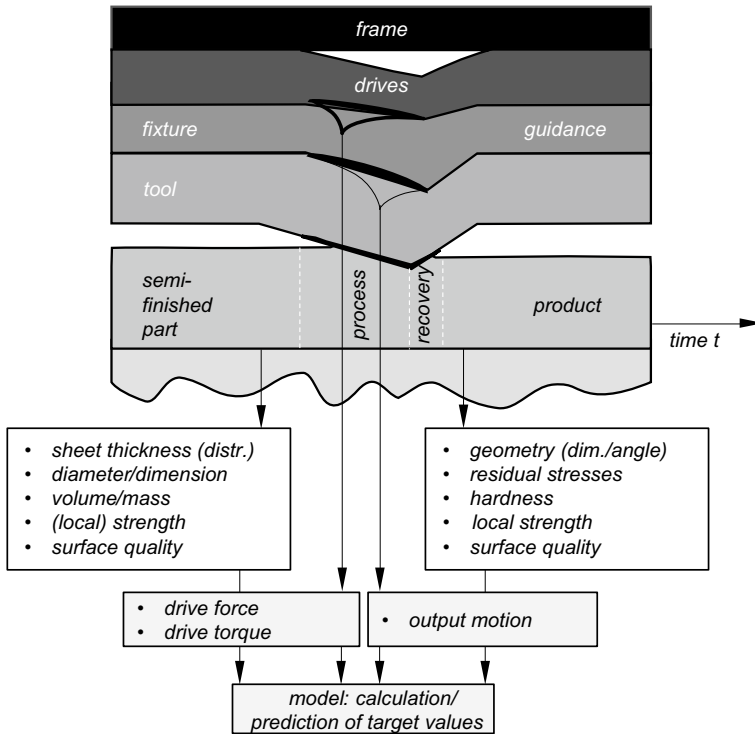 frame
drives
fixture
guidance
tool
semi-
finished
part
process
recovery
product
time t
• sheet thickness (distr.)
• diameter/dimension
• volume/mass
• (local) strength
• surface quality
• geometry (dim./angle)
• residual stresses
• hardness
• local strength
• surface quality
• drive force
• drive torque
• output motion
model: calculation/
prediction of target values